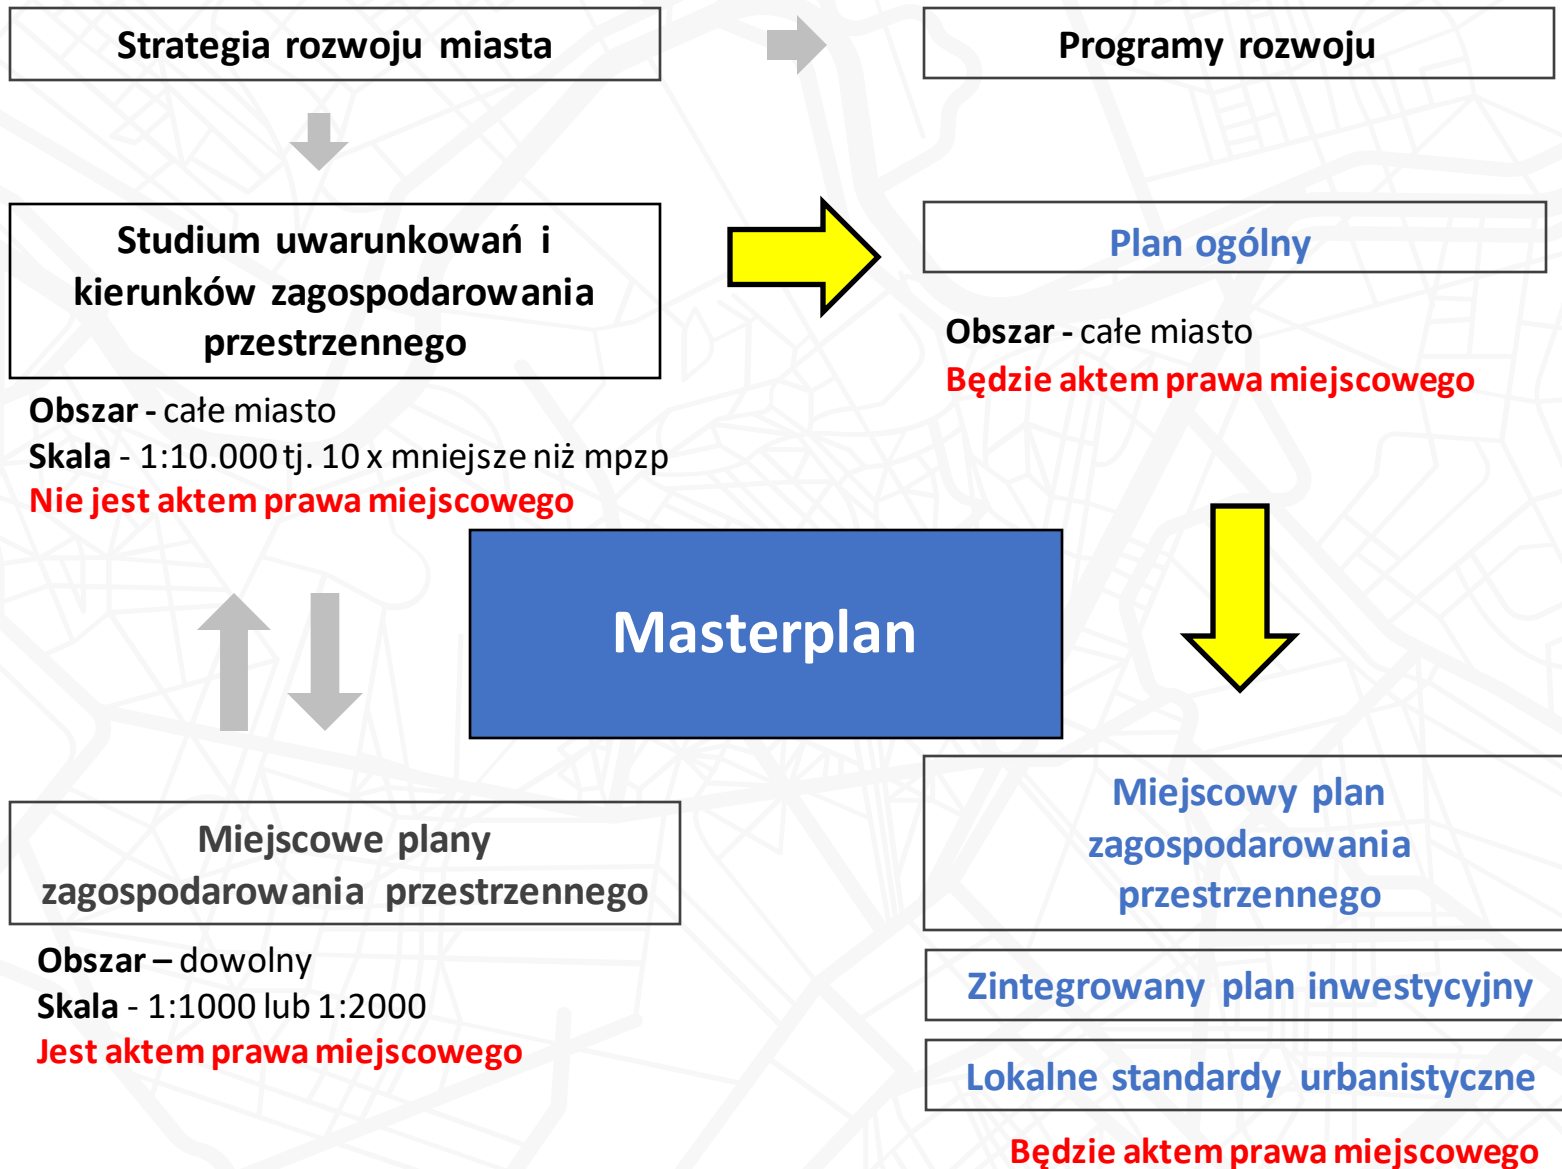 Strategia rozwoju miasta
Programy rozwoju
Studium uwarunkowań i
kierunków zagospodarowania
przestrzennego
Obszar - całe miasto
Skala - 1:10.000 tj. 10 x mniejsze niż mpzp
Nie jest aktem prawa miejscowego
Plan ogólny
Obszar - całe miasto
Będzie aktem prawa miejscowego
Masterplan
Miejscowe plany
zagospodarowania przestrzennego
Obszar – dowolny
Skala - 1:1000 lub 1:2000
Jest aktem prawa miejscowego
Miejscowy plan
zagospodarowania
przestrzennego
Zintegrowany plan inwestycyjny
Lokalne standardy urbanistyczne
Będzie aktem prawa miejscowego